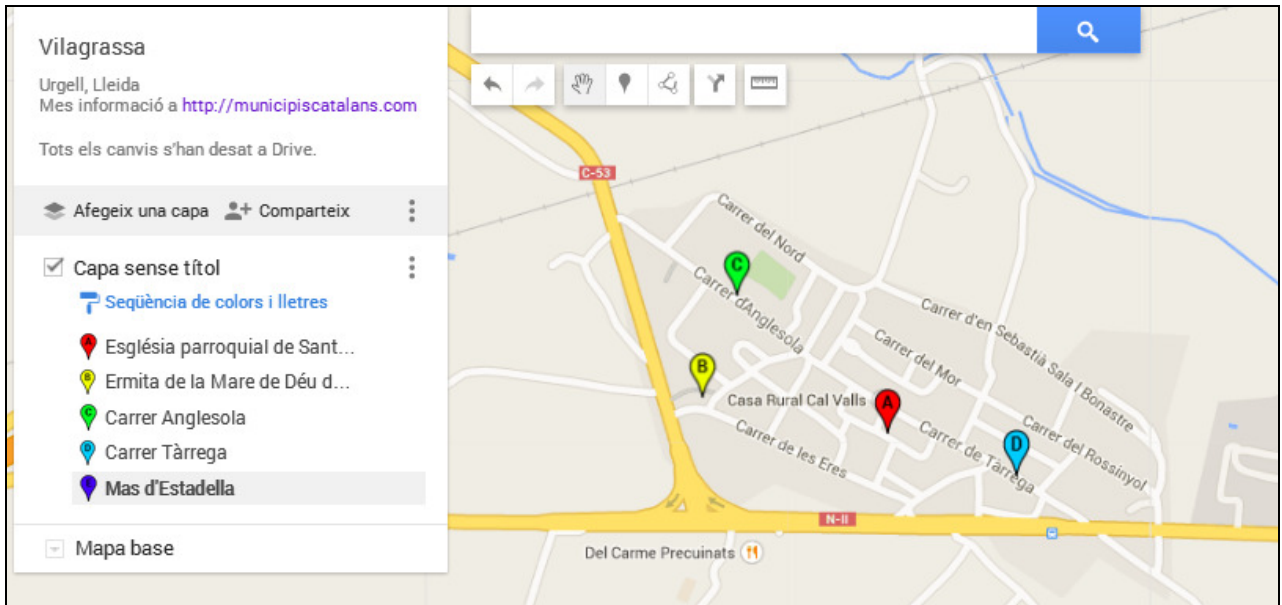 Vilagrassa
Urgell, Lleida
Mes informació a http://municipiscatalans.com
Tots els canvis s'han desat a Drive.
Afegeix una capa
Comparteix
Capa sense títol
Seqüència de colors i lletres
A Església parroquial de Sant...
B Ermita de la Mare de Déu d...
C Carrer Anglesola
D Carrer Tàrrega
E Mas d'Estadella
Mapa base
C-53
Carrer del Nord
C
Carrer d'Anglesola
Carrer d'en Sebastià Sala I Bonastre
Carrer del Mor
B
Casa Rural Cal Valls
A
Carrer de les Eres
Carrer de Tàrrega
D
Carrer del Rossinyol
N-II
Del Carme Precuinats